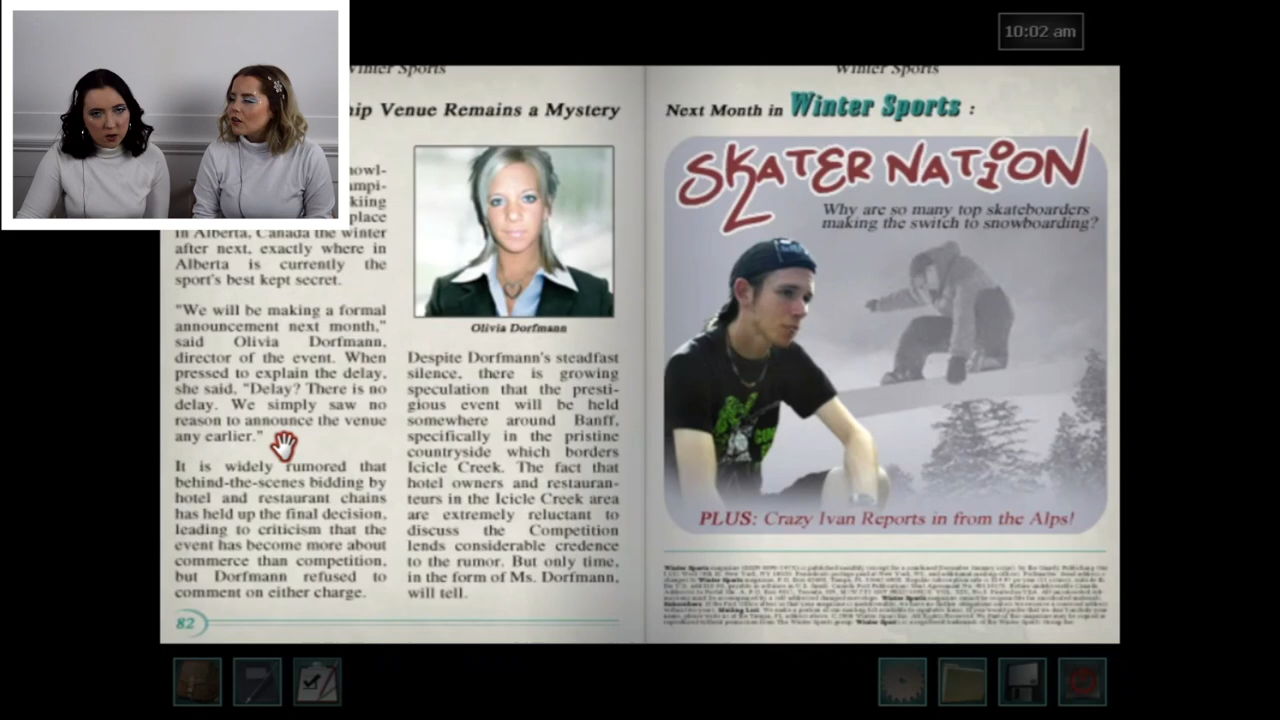 10:02 am
Winter Sports
Winter Sports
hip Venue Remains a Mystery
in Alberta, Canada the winter
after next, exactly where in
Alberta is currently the
sport's best kept secret.
"We will be making a formal
announcement next month,"
said Olivia Dorfmann,
director of the event. When
pressed to explain the delay,
she said, "Delay? There is no
delay. We simply saw no
reason to announce the venue
any earlier."
It is widely rumored that
behind-the-scenes bidding by
hotel and restaurant chains
has held up the final decision,
leading to criticism that the
event has become more about
commerce than competition,
but Dorfmann refused to
comment on either charge.
Olivia Dorfmann
Despite Dorfmann's steadfast
silence, there is growing
speculation that the presti-
gious event will be held
somewhere around Banff,
specifically in the pristine
countryside which borders
Icicle Creek. The fact that
hotel owners and restauran-
teurs in the Icicle Creek area
are extremely reluctant to
discuss the Competition
lends considerable credence
to the rumor. But only time,
in the form of Ms. Dorfmann,
will tell.
82
Next Month in Winter Sports :
SKATER NATiON
Why are so many top skateboarders
making the switch to snowboarding?
PLUS: Crazy Ivan Reports in from the Alps!